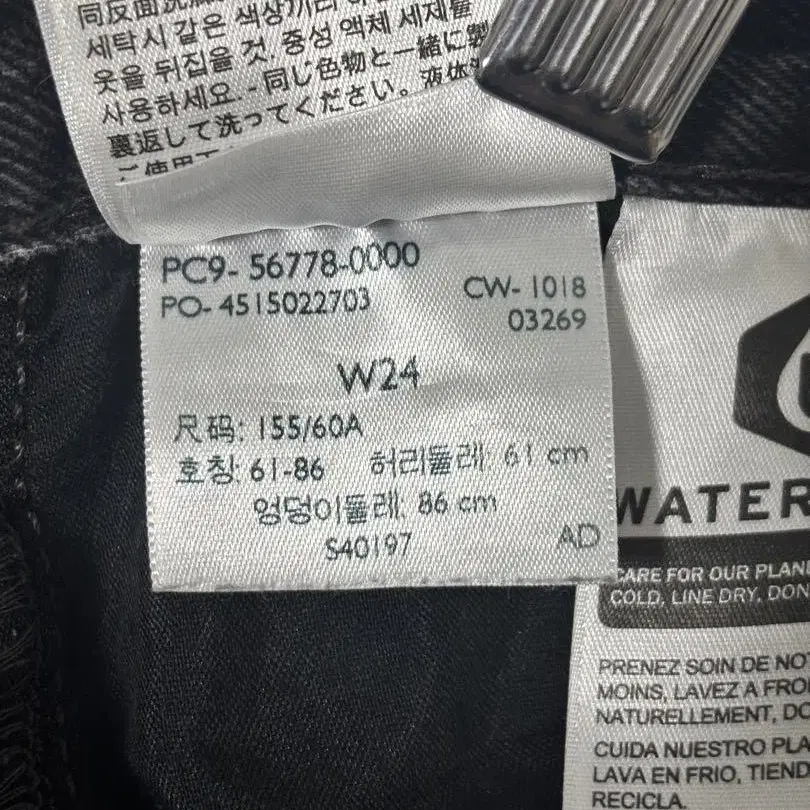 세탁시 같은 색상끼리
옷을 뒤집을 것. 중성 액체 세제를
사용하세요. - 同じ色物と一緒に製
裏返して洗ってください。液体
PC9- 56778-0000
PO- 4515022703
CW- 1018
03269
W24
尺码: 155/60A
호칭: 61-86 허리둘레: 61 cm
엉덩이둘레: 86 cm
S40197
AD
WATER
CARE FOR OUR PLAN
COLD, LINE DRY, DON
PRENEZ SOIN DE NOT
MOINS, LAVEZ A FRO
NATURELLEMENT, DO
CUIDA NUESTRO PLA
LAVA EN FRIO, TIEND
RECICLA.